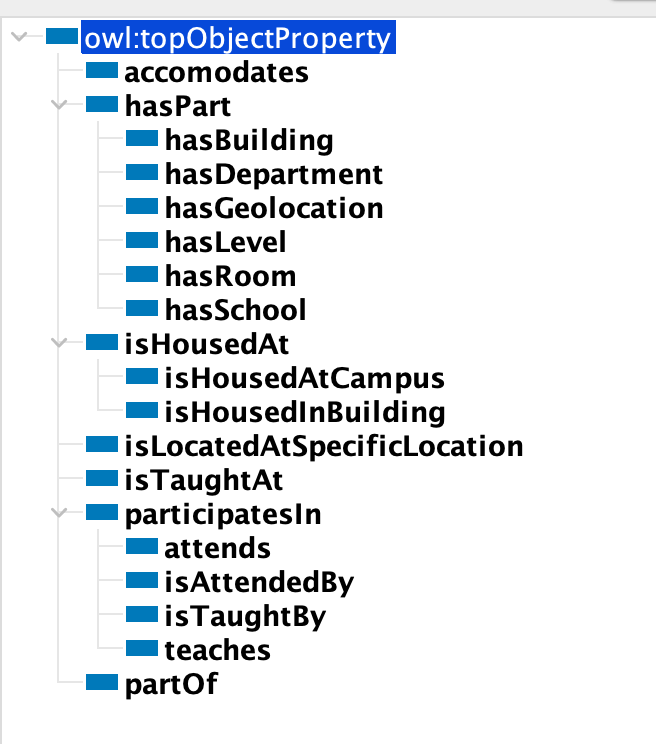 owl:topObjectProperty
accomodates
hasPart
hasBuilding
hasDepartment
hasGeolocation
hasLevel
hasRoom
hasSchool
isHousedAt
isHousedAtCampus
isHousedInBuilding
isLocatedAtSpecificLocation
isTaughtAt
participatesIn
attends
isAttendedBy
isTaughtBy
teaches
partOf